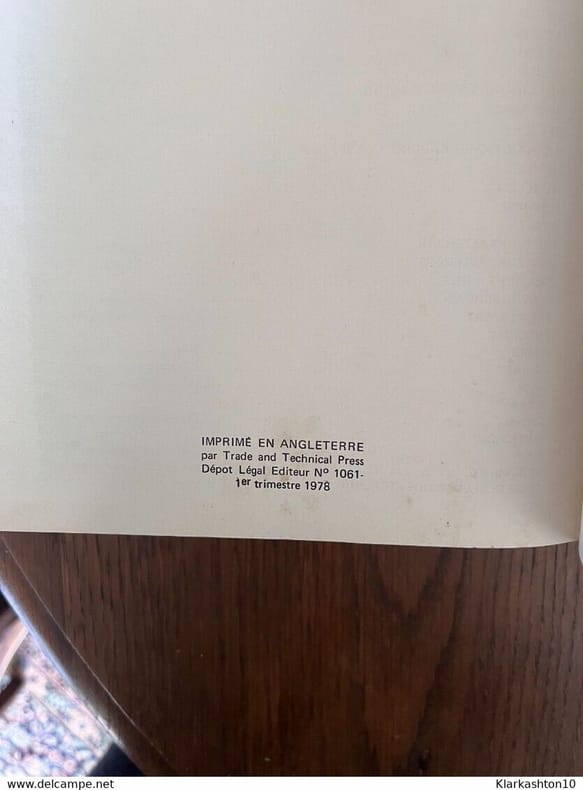 IMPRIMÉ EN ANGLETERRE
par Trade and Technical Press
Dépot Légal Editeur Nº 1061-
1er trimestre 1978
www.delcampe.net
Klarkashton10